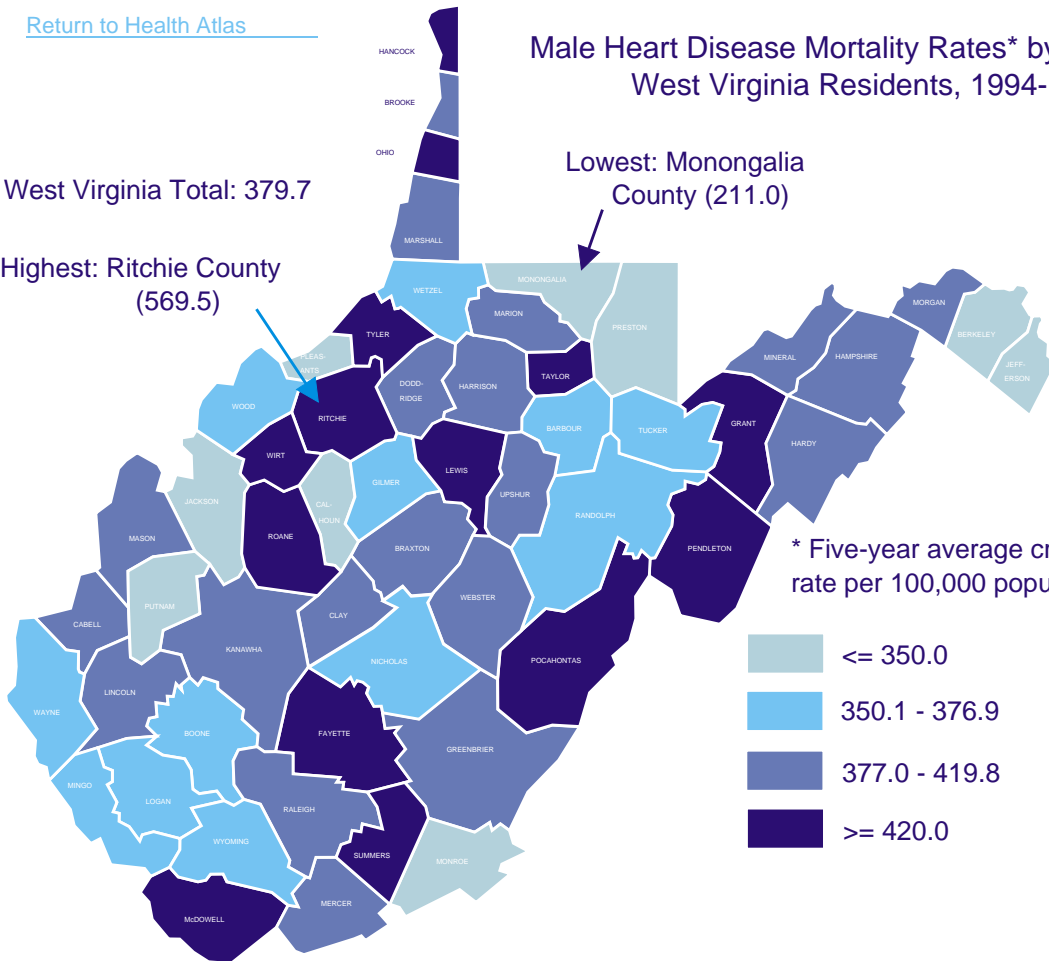 Return to Health Atlas
Male Heart Disease Mortality Rates* by
West Virginia Residents, 1994-
West Virginia Total: 379.7
Lowest: Monongalia
County (211.0)
Highest: Ritchie County
(569.5)
HANCOCK
BROOKE
OHIO
MARSHALL
WETZEL
MONONGALIA
MARION
PRESTON
MORGAN
BERKELEY
JEFF-
ERSON
MINERAL
HAMPSHIRE
TYLER
PLEAS-
ANTS
DODD-
RIDGE
HARRISON
TAYLOR
WOOD
RITCHIE
BARBOUR
TUCKER
GRANT
HARDY
WIRT
LEWIS
GILMER
UPSHUR
JACKSON
CAL-
HOUN
RANDOLPH
MASON
ROANE
BRAXTON
PENDLETON
PUTNAM
CLAY
WEBSTER
CABELL
KANAWHA
NICHOLAS
POCAHONTAS
LINCOLN
WAYNE
BOONE
FAYETTE
GREENBRIER
MINGO
LOGAN
RALEIGH
WYOMING
SUMMERS
MONROE
MERCER
McDOWELL
* Five-year average cr
rate per 100,000 popu
<= 350.0
350.1 - 376.9
377.0 - 419.8
>= 420.0